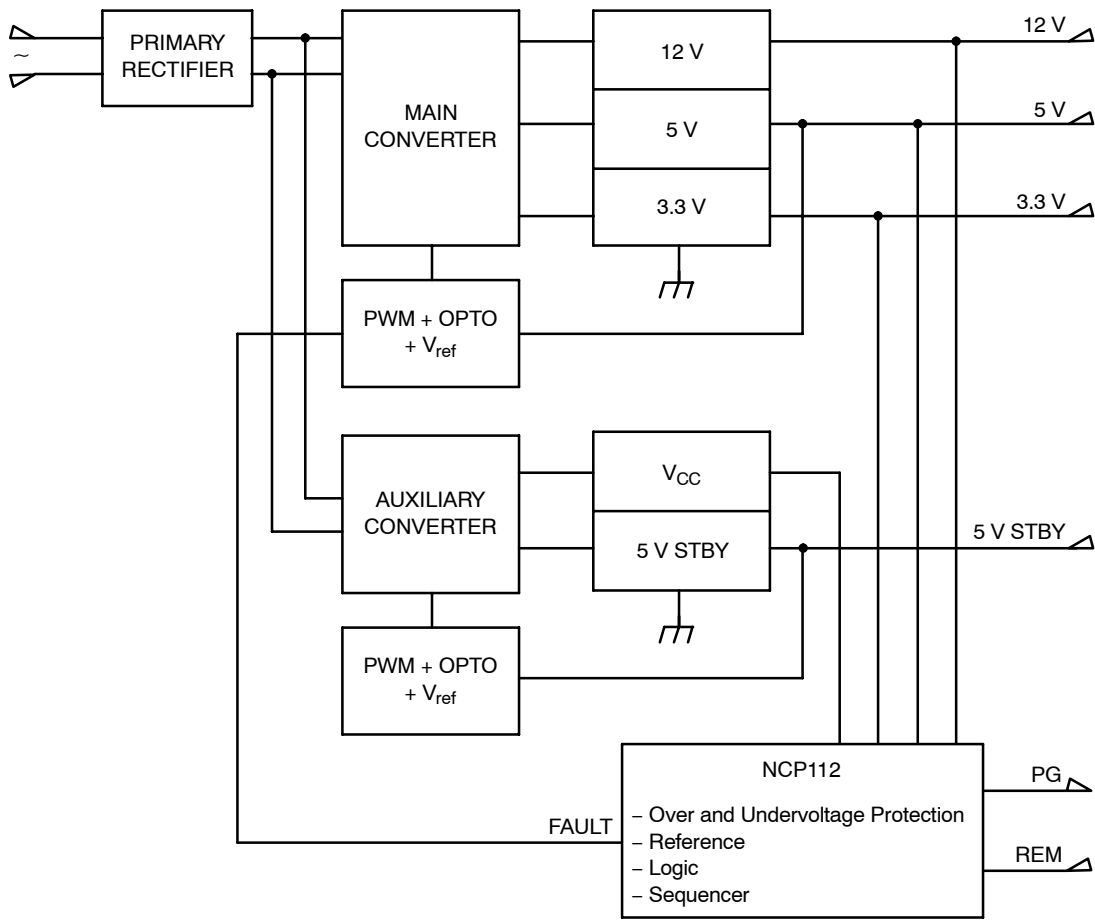 PRIMARY
RECTIFIER
~
MAIN
CONVERTER
12 V
5 V
3.3 V
12 V
5 V
3.3 V
PWM + OPTO
+ Vref
AUXILIARY
CONVERTER
VCC
5 V STBY
5 V STBY
PWM + OPTO
+ Vref
NCP112
– Over and Undervoltage Protection
– Reference
– Logic
– Sequencer
FAULT
PG
REM